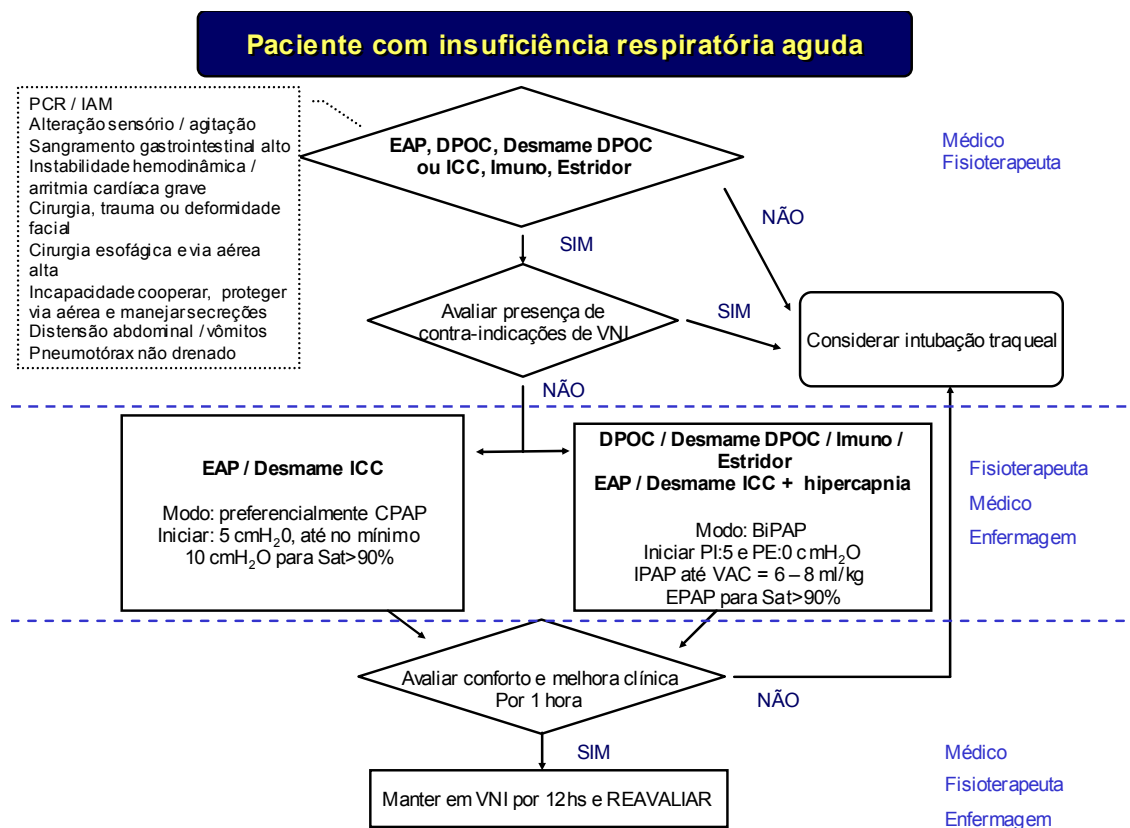 Paciente com insuficiência respiratória aguda
PCR / IAM
Alteração sensório / agitação
Sangramento gastrointestinal alto
Instabilidade hemodinâmica /
arritmia cardíaca grave
Cirurgia, trauma ou deformidade
facial
Cirurgia esofágica e via aérea
alta
Incapacidade cooperar, proteger
via aérea e manejar secreções
Distensão abdominal / vômitos
Pneumotórax não drenado
EAP, DPOC, Desmame DPOC
ou ICC, Imuno, Estridor
Médico
Fisioterapeuta
NÃO
SIM
Avaliar presença de
contra-indicações de VNI
SIM
Considerar intubação traqueal
NÃO
EAP / Desmame ICC
Modo: preferencialmente CPAP
Iniciar: 5 cmH₂0, até no mínimo
10 cmH₂O para Sat>90%
DPOC / Desmame DPOC / Imuno /
Estridor
EAP / Desmame ICC + hipercapnia
Modo: BiPAP
Iniciar PI:5 e PE:0 cmH₂O
IPAP até VAC = 6 – 8 ml/kg
EPAP para Sat>90%
Fisioterapeuta
Médico
Enfermagem
Avaliar conforto e melhora clínica
Por 1 hora
NÃO
SIM
Manter em VNI por 12hs e REAVALIAR
Médico
Fisioterapeuta
Enfermagem